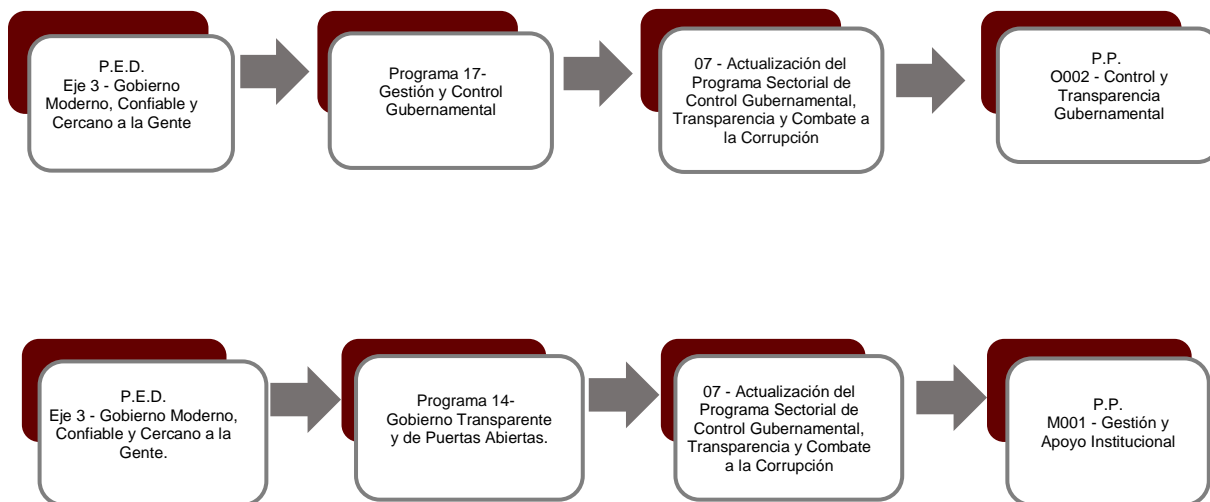 P.E.D.
Eje 3 - Gobierno
Moderno, Confiable y
Cercano a la Gente
Programa 17-
Gestión y Control
Gubernamental
07 - Actualización del
Programa Sectorial de
Control Gubernamental,
Transparencia y Combate a
la Corrupción
P.P.
O002 - Control y
Transparencia
Gubernamental
P.E.D.
Eje 3 - Gobierno Moderno,
Confiable y Cercano a la
Gente.
Programa 14-
Gobierno Transparente
y de Puertas Abiertas.
07 - Actualización del
Programa Sectorial de
Control Gubernamental,
Transparencia y Combate
a la Corrupción
P.P.
M001 - Gestión y
Apoyo Institucional